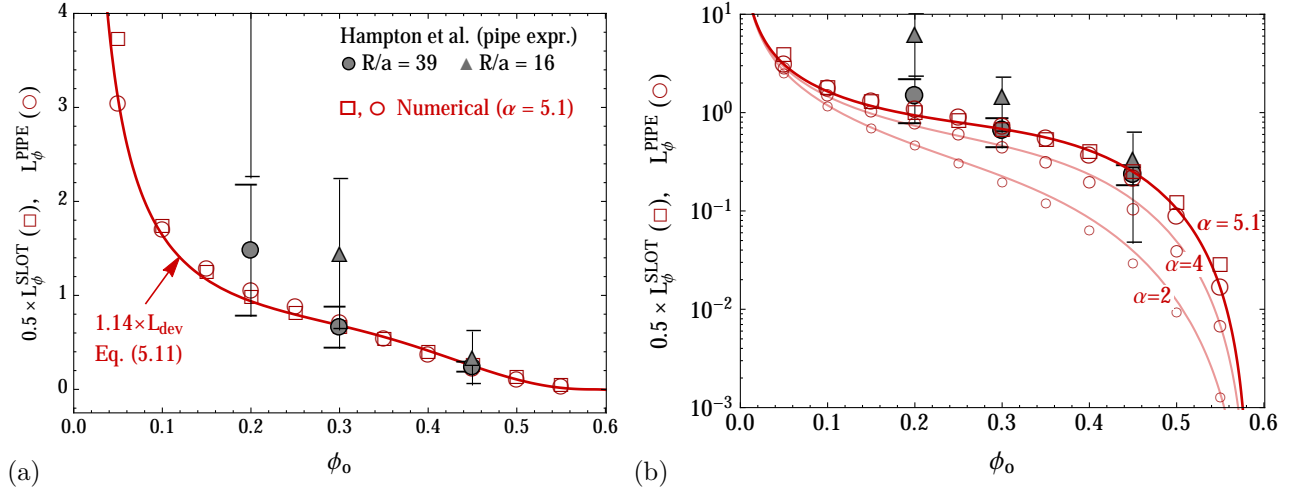 4
3
2
1
0
0.0 0.1 0.2 0.3 0.4 0.5 0.6
0.5 × L_ϕ^SLOT (□), L_ϕ^PIPE (○)
Hampton et al. (pipe expr.)
R/a = 39 R/a = 16
□, ○ Numerical (α = 5.1)
1.14×L_dev
Eq. (5.11)
ϕ_o
(a)
10^1
10^0
10^-1
10^-2
10^-3
0.0 0.1 0.2 0.3 0.4 0.5 0.6
0.5 × L_ϕ^SLOT (□), L_ϕ^PIPE (○)
α = 5.1
α=4
α=2
ϕ_o
(b)